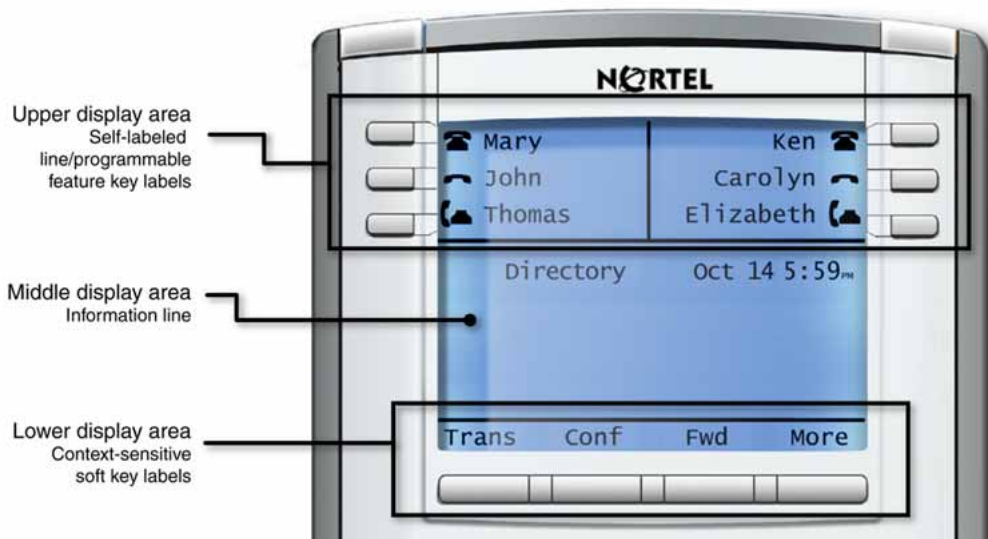 NORTEL
Upper display area
Self-labeled
line/programmable
feature key labels
Mary Ken
John Carolyn
Thomas Elizabeth
Directory Oct 14 5:59PM
Middle display area
Information line
Lower display area
Context-sensitive
soft key labels
Trans Conf Fwd More